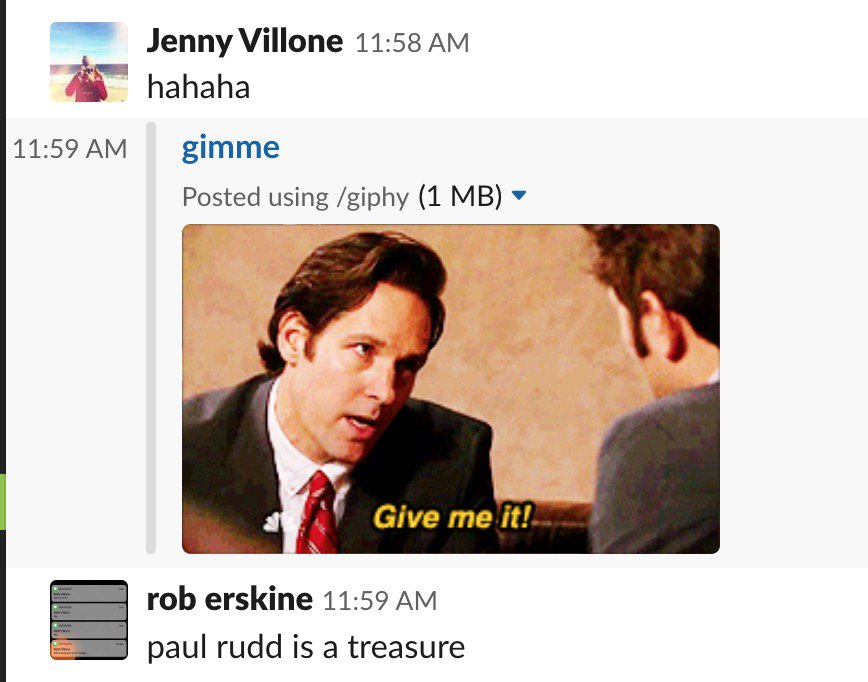 Jenny Villone 11:58 AM
hahaha
11:59 AM gimme
Posted using /giphy (1 MB)
Give me it!
rob erskine 11:59 AM
paul rudd is a treasure